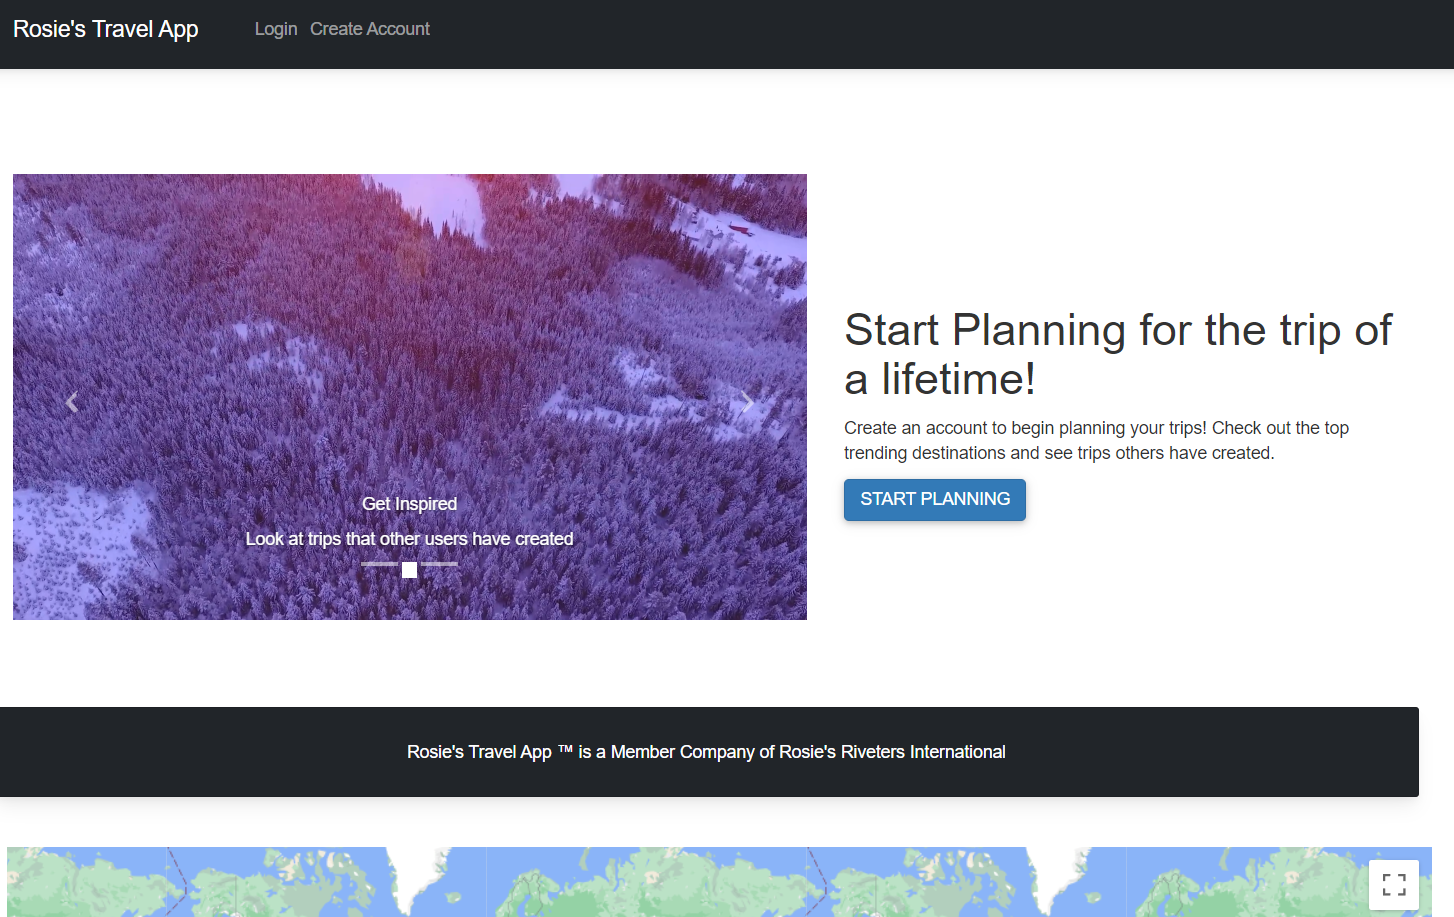 Rosie's Travel App
Login
Create Account
Get Inspired
Look at trips that other users have created
Start Planning for the trip of
a lifetime!
Create an account to begin planning your trips! Check out the top
trending destinations and see trips others have created.
START PLANNING
Rosie's Travel App ™ is a Member Company of Rosie's Riveters International